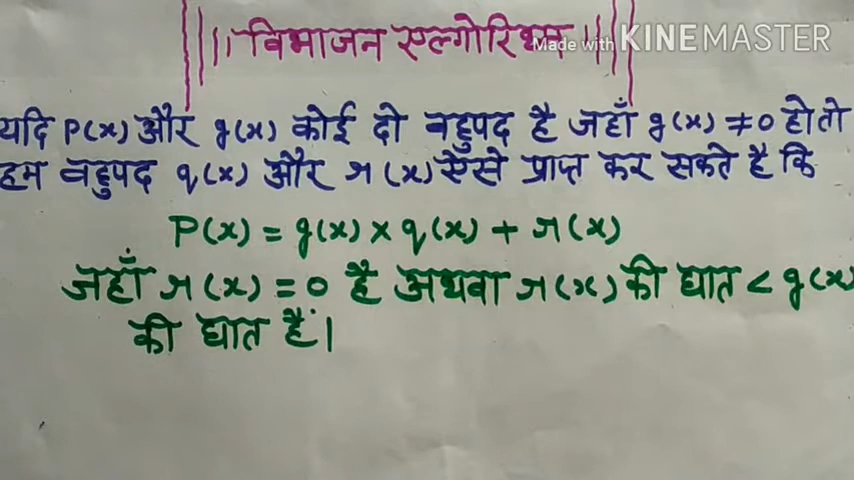 विभाजन एल्गोरिथ्म
Made with KINEMASTER
यदि P(x) और g(x) कोई दो बहुपद है जहाँ g(x) ≠ 0 हो तो
हम बहुपद q(x) और r(x) ऐसे प्राप्त कर सकते है कि
P(x) = g(x) × q(x) + r(x)
जहाँ r(x) = 0 है अथवा r(x) की घात < g(x)
की घात हैं।